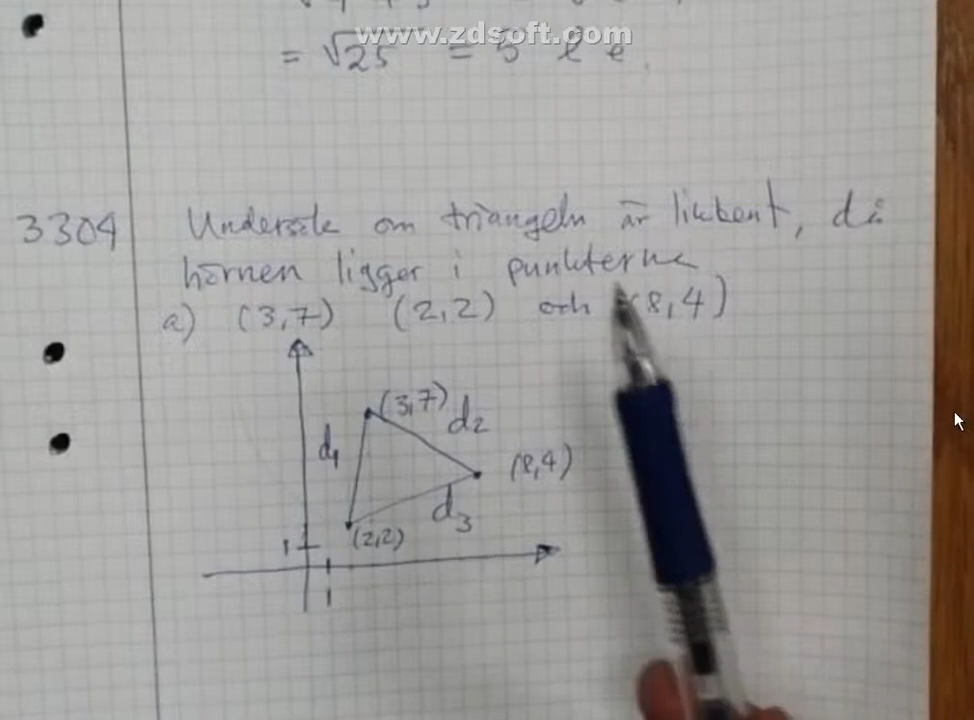 www.zdsoft.com
= √25 = 5 l e.
3304 Undersök om triangeln är likbent, då
hörnen ligger i punkterna
a) (3,7) (2,2) och (8,4)
(3,7)
d2
d1
(8,4)
d3
(2,2)
1
1